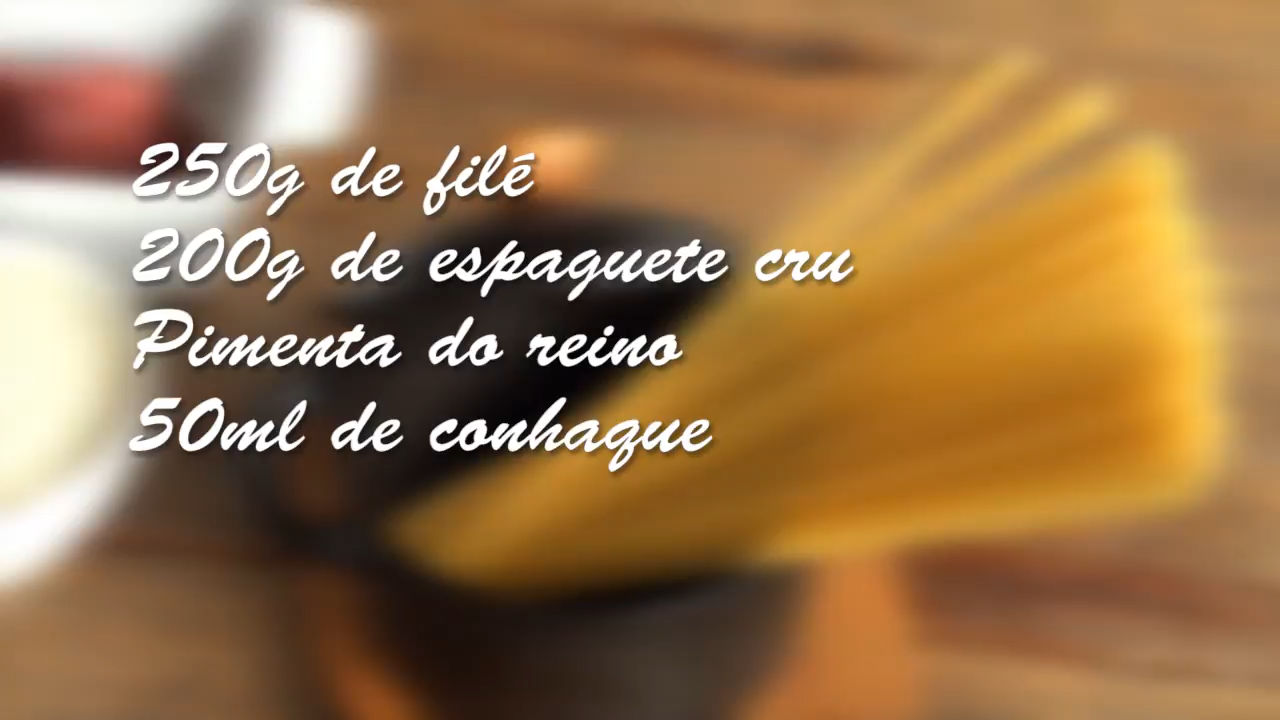 250g de filé
200g de espaguete cru
Pimenta do reino
50ml de conhaque